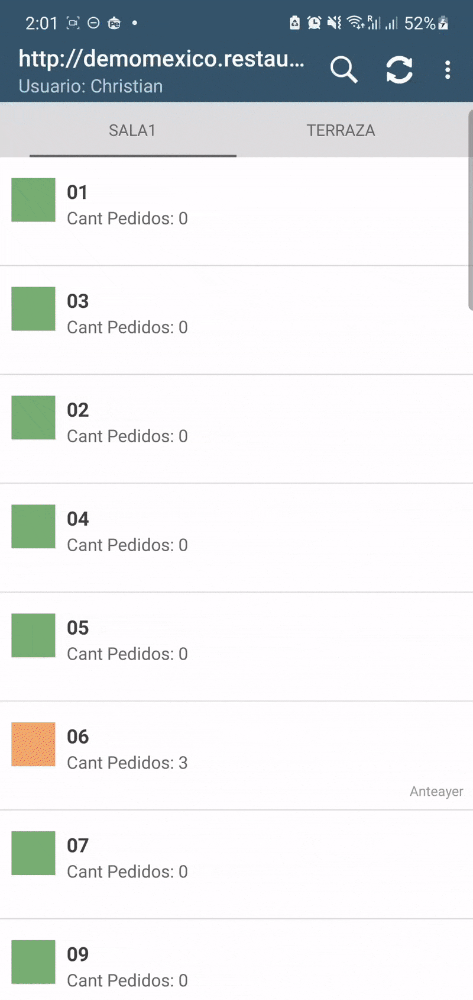 2:01
52%
http://demomexico.restau...
Usuario: Christian
SALA1 TERRAZA
01
Cant Pedidos: 0
03
Cant Pedidos: 0
02
Cant Pedidos: 0
04
Cant Pedidos: 0
05
Cant Pedidos: 0
06
Cant Pedidos: 3
Anteayer
07
Cant Pedidos: 0
09
Cant Pedidos: 0